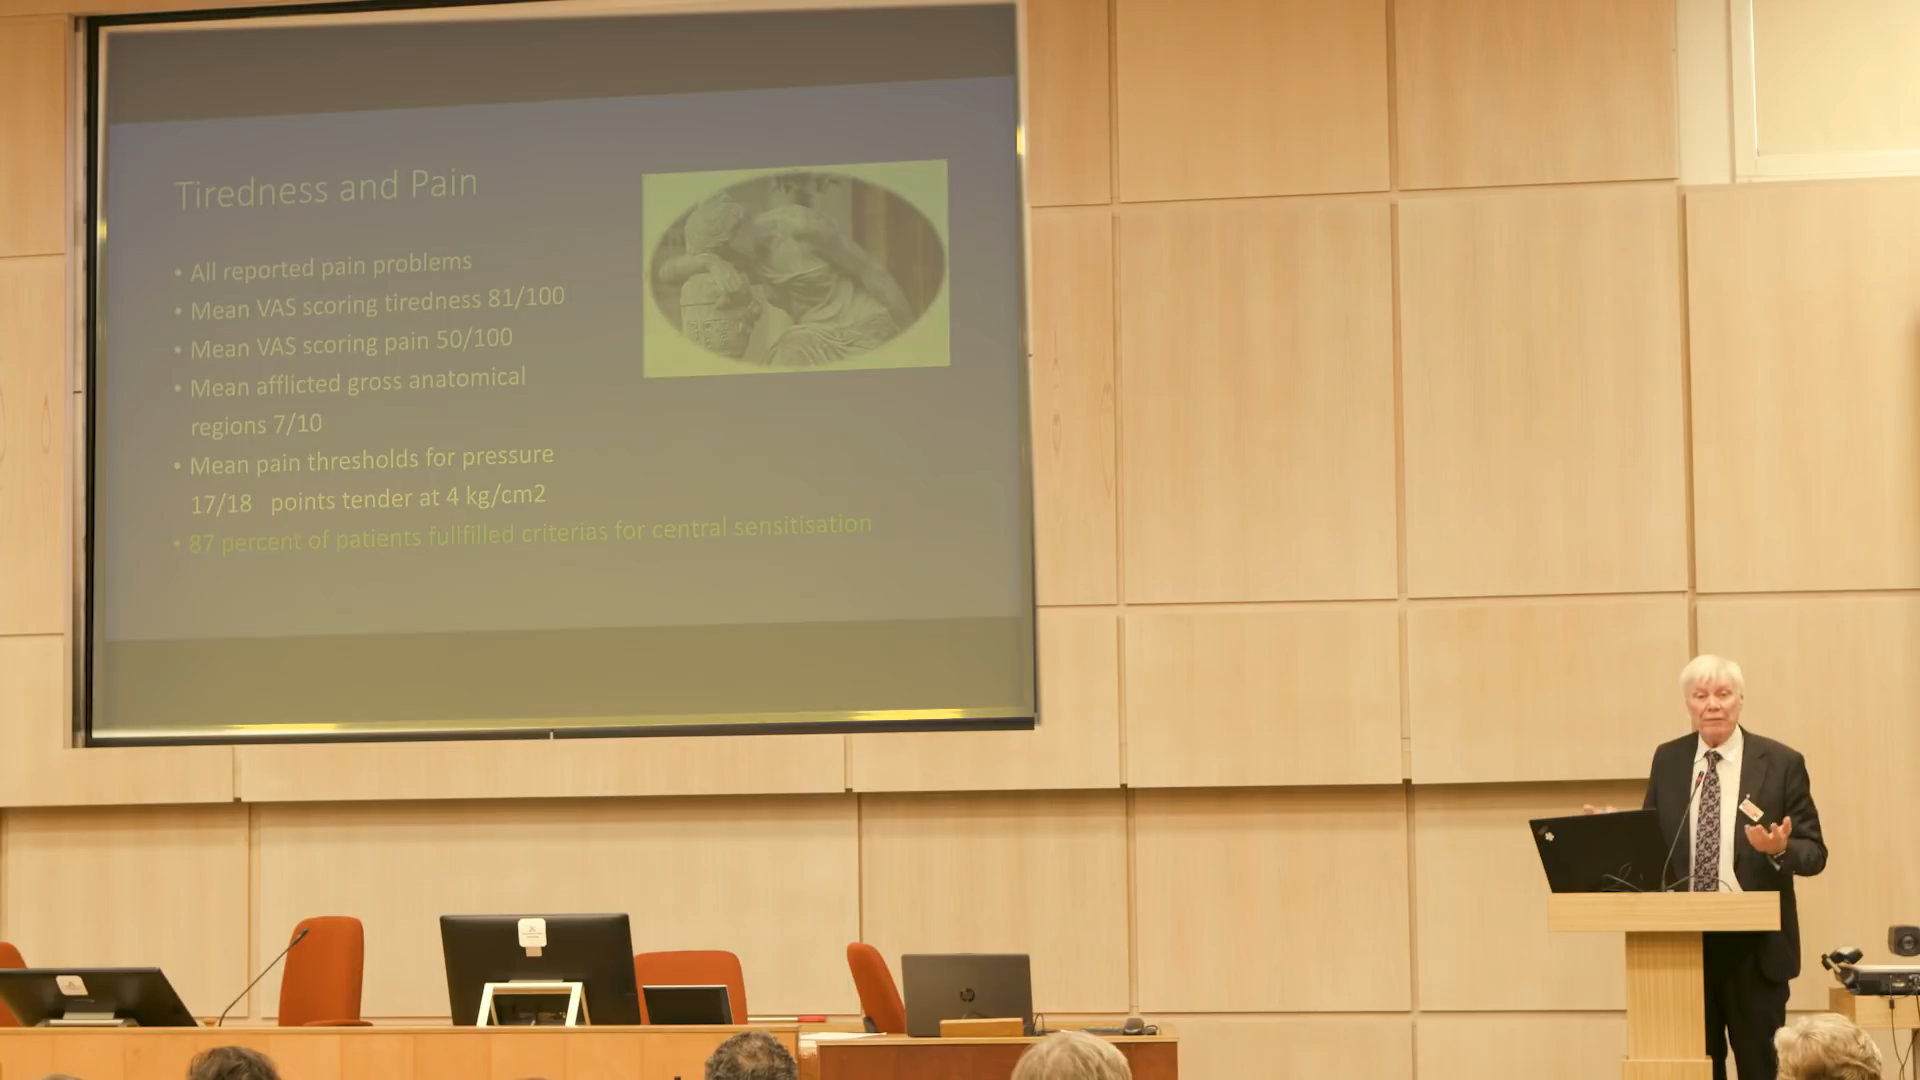 Tiredness and Pain
• All reported pain problems
• Mean VAS scoring tiredness 81/100
• Mean VAS scoring pain 50/100
• Mean afflicted gross anatomical
regions 7/10
• Mean pain thresholds for pressure
17/18 points tender at 4 kg/cm2
• 87 percent of patients fullfilled criterias for central sensitisation
hp